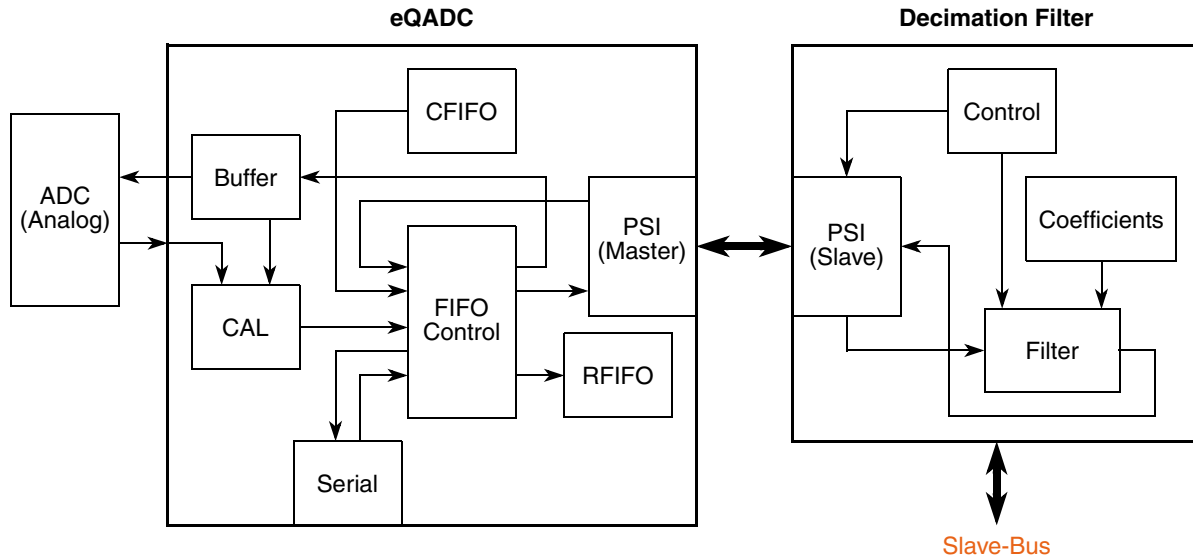 eQADC
Decimation Filter
CFIFO
Control
Buffer
ADC
(Analog)
PSI
(Master)
PSI
(Slave)
Coefficients
FIFO
Control
CAL
Filter
RFIFO
Serial
Slave-Bus